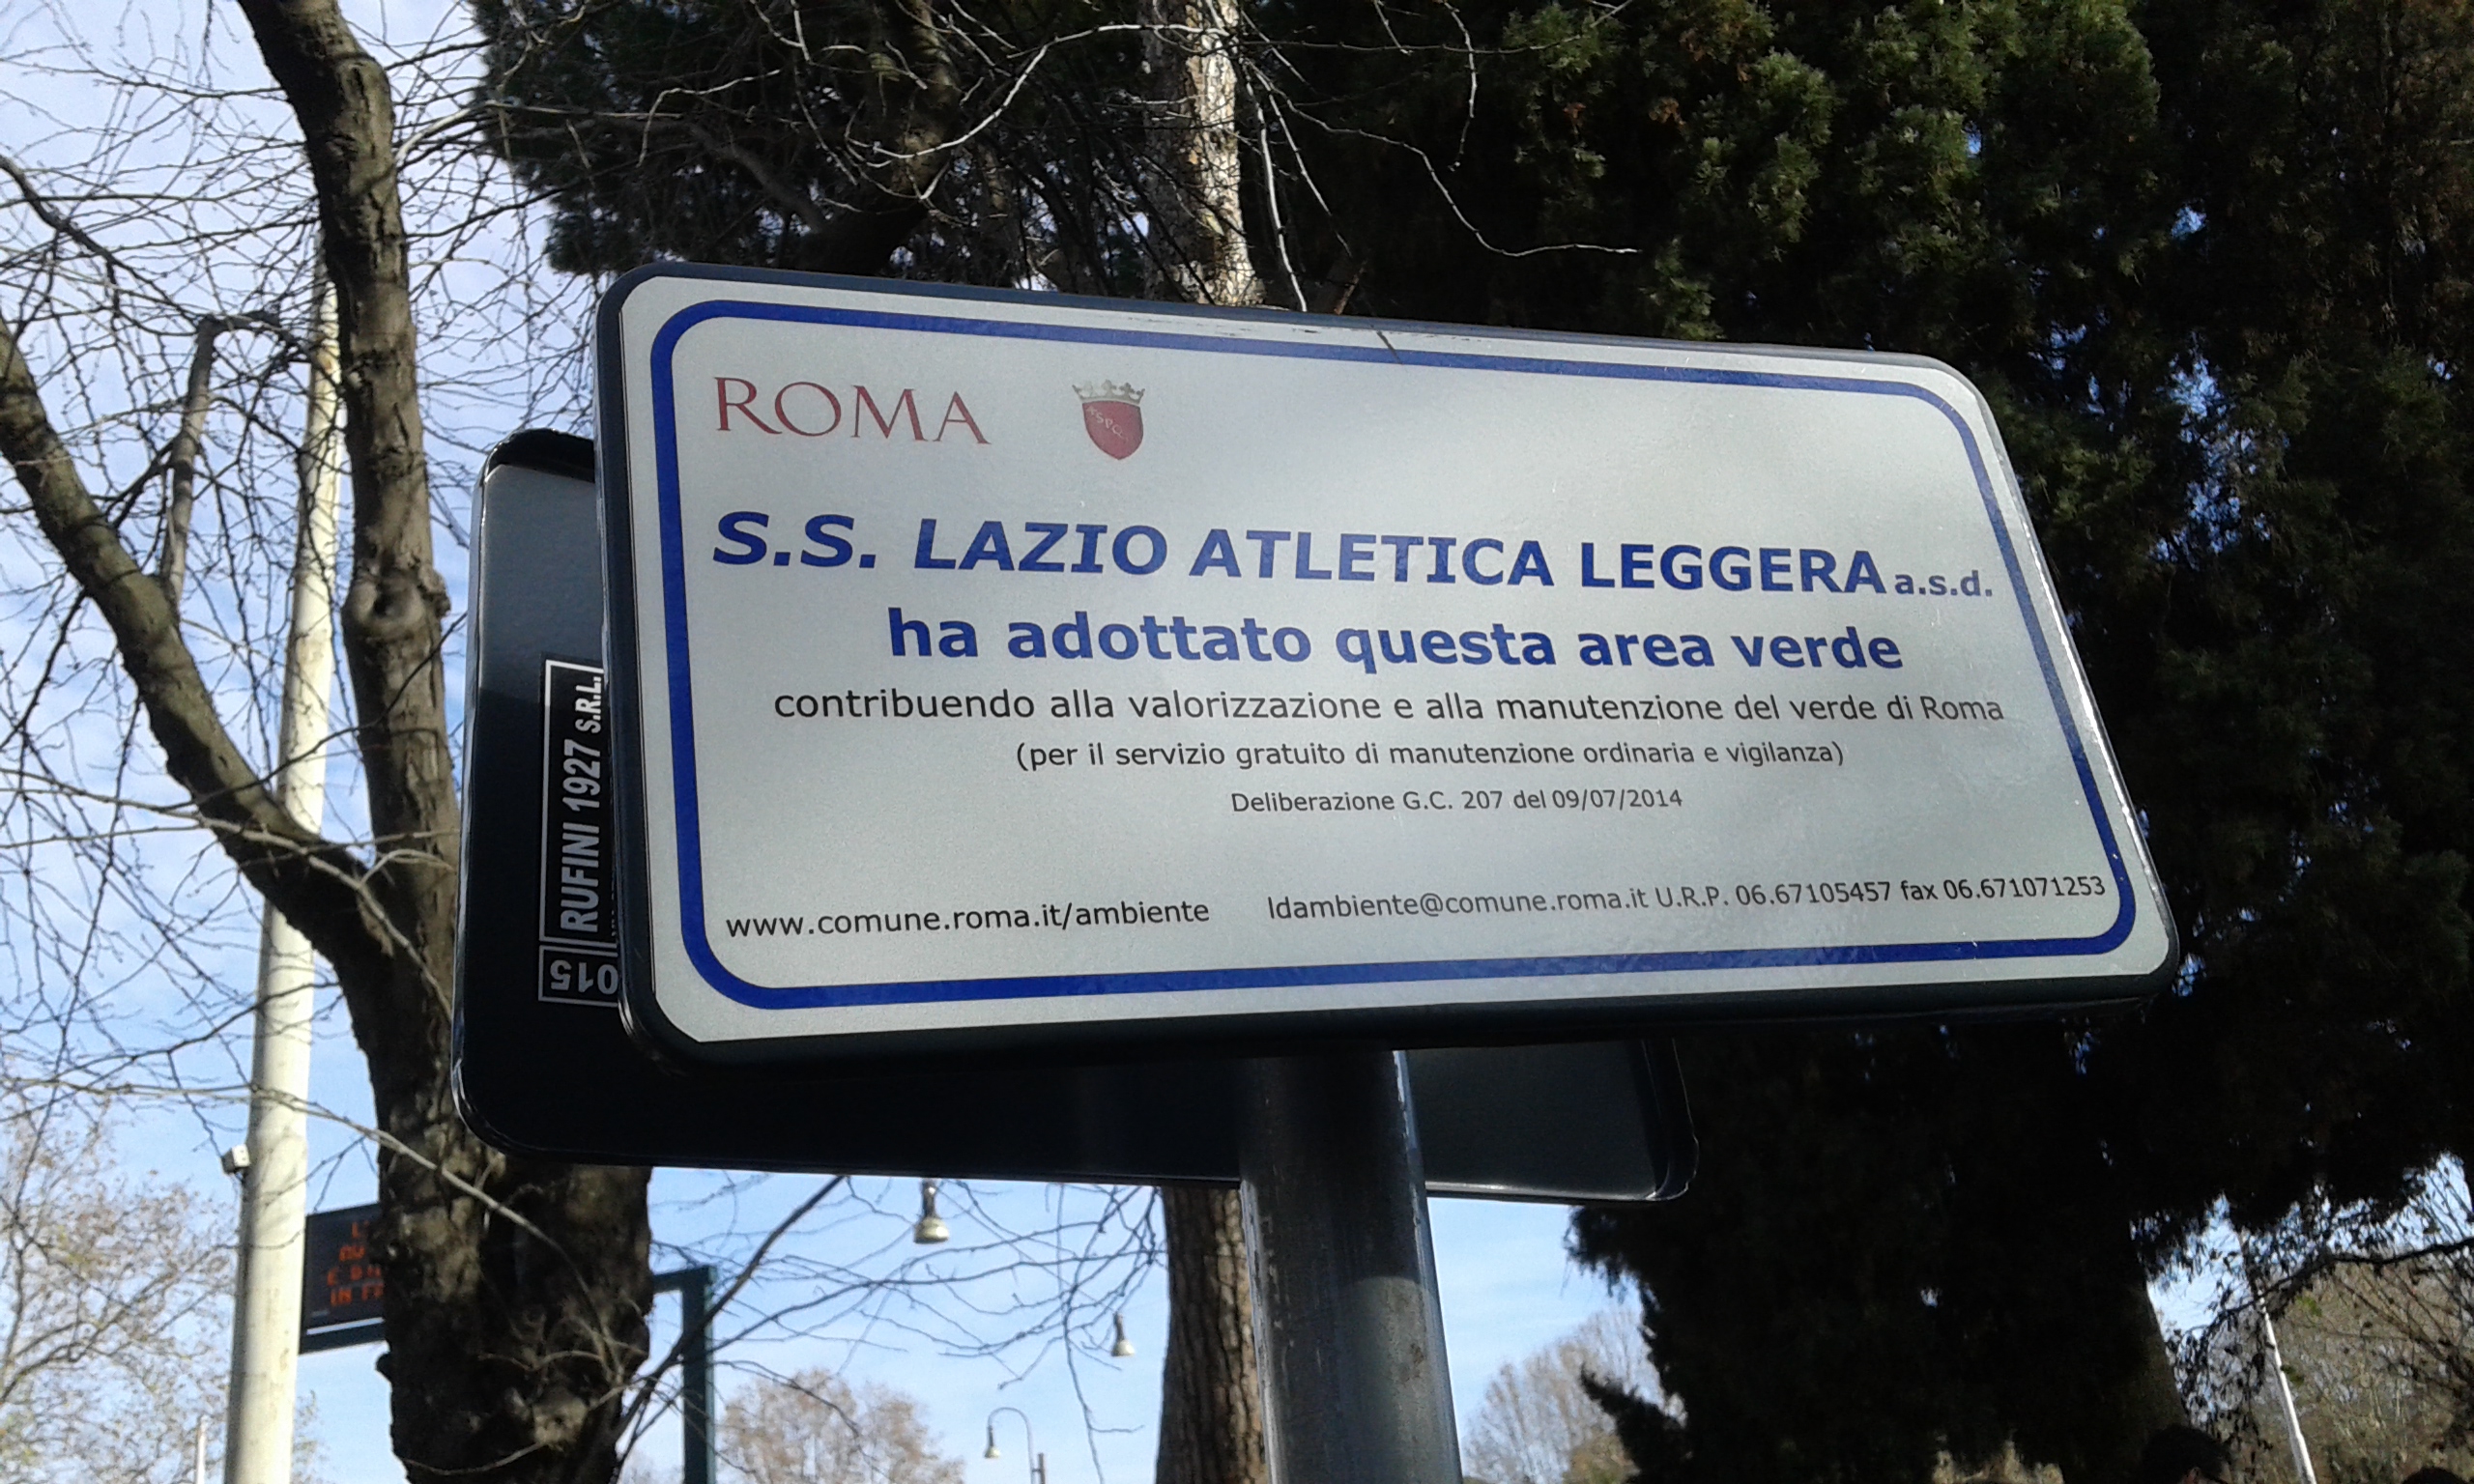 ROMA
S.S. LAZIO ATLETICA LEGGERA a.s.d.
ha adottato questa area verde
contribuendo alla valorizzazione e alla manutenzione del verde di Roma
(per il servizio gratuito di manutenzione ordinaria e vigilanza)
Deliberazione G.C. 207 del 09/07/2014
www.comune.roma.it/ambiente ldambiente@comune.roma.it U.R.P. 06.67105457 fax 06.671071253
RUFINI 1927 S.R.L.
015